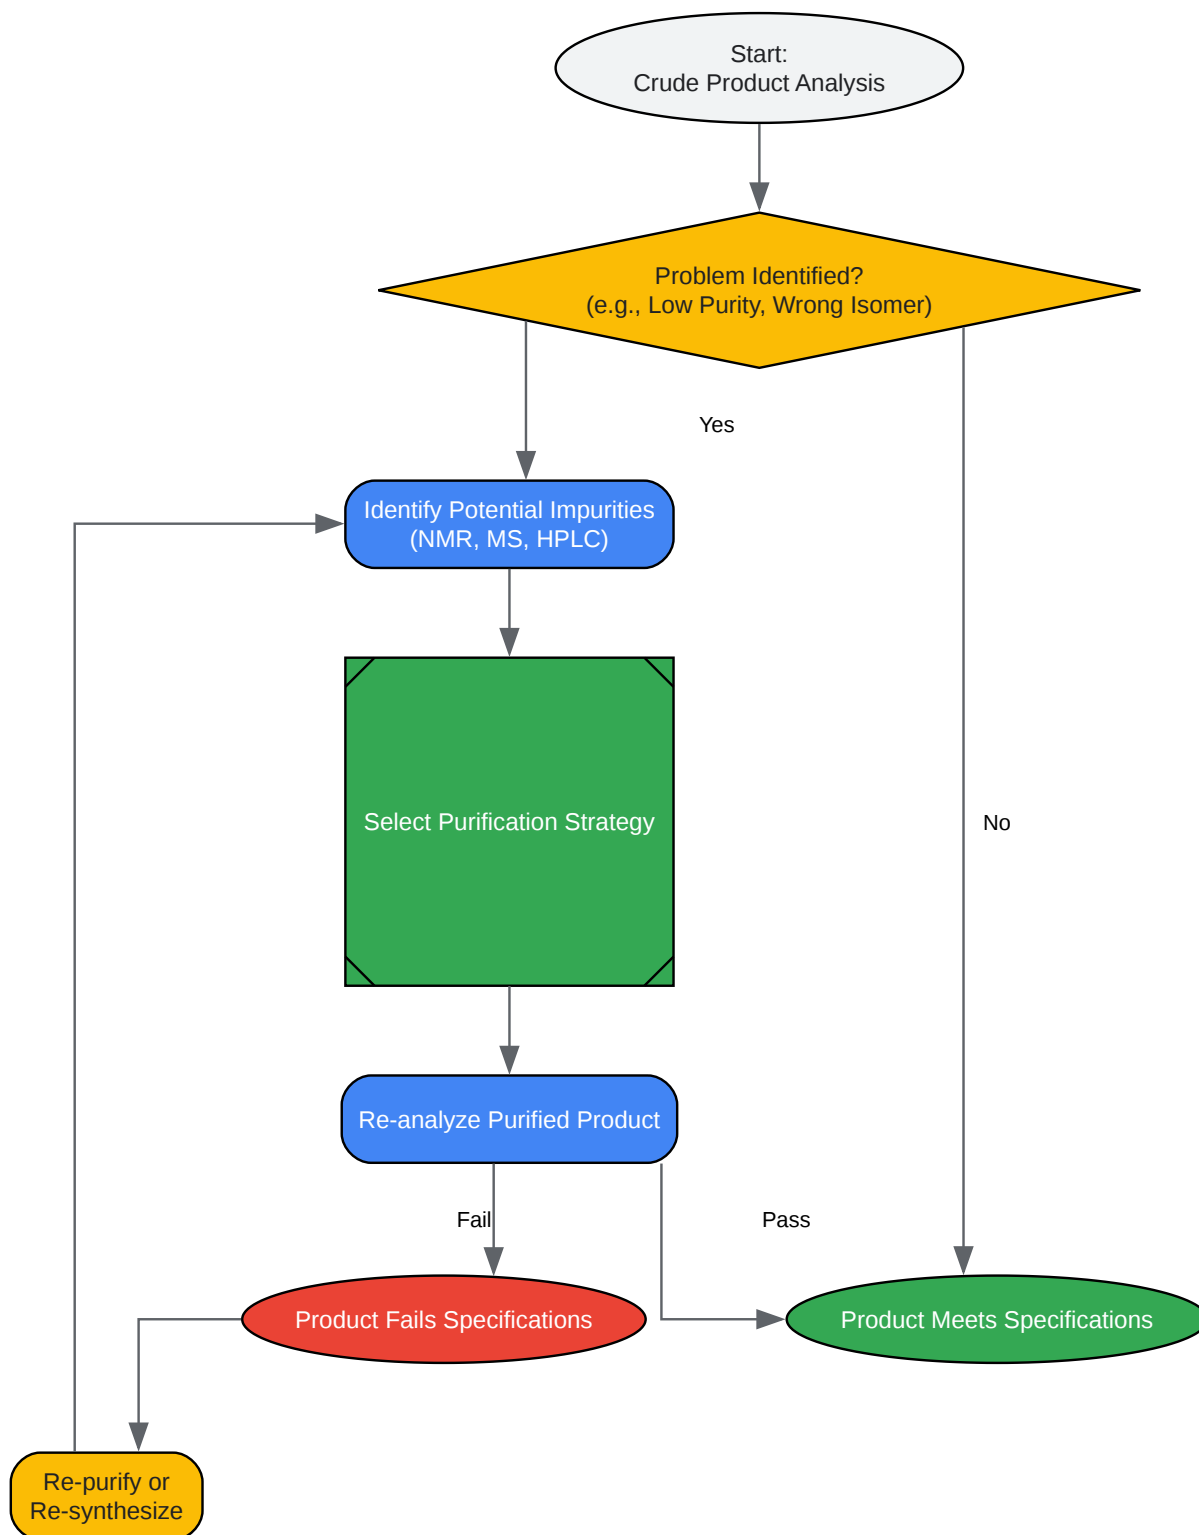 Start:
Crude Product Analysis
Problem Identified?
(e.g., Low Purity, Wrong Isomer)
Yes
Identify Potential Impurities
(NMR, MS, HPLC)
Select Purification Strategy
No
Re-analyze Purified Product
Fail
Pass
Product Fails Specifications
Product Meets Specifications
Re-purify or
Re-synthesize